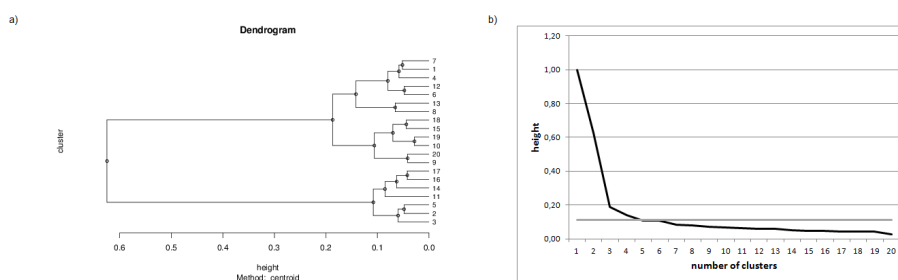 a)
Dendrogram
7
1
4
12
6
13
8
18
15
19
10
20
9
17
16
14
11
5
2
3
cluster
0.6 0.5 0.4 0.3 0.2 0.1 0.0
height
Method: centroid
b)
1,20
1,00
0,80
0,60
0,40
0,20
0,00
height
1 2 3 4 5 6 7 8 9 10 11 12 13 14 15 16 17 18 19 20
number of clusters